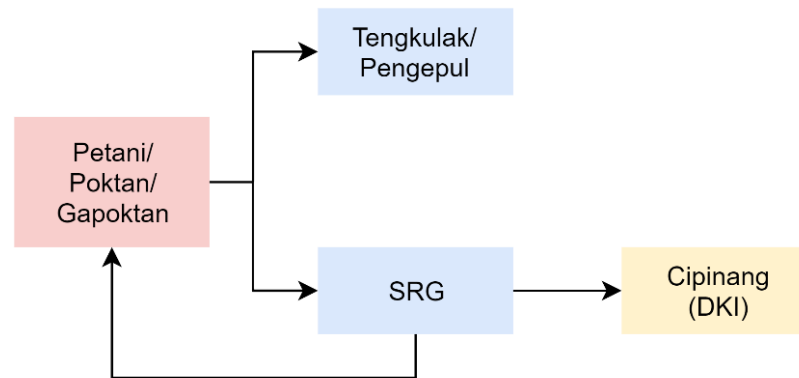 Tengkulak/
Pengepul
Petani/
Poktan/
Gapoktan
SRG
Cipinang
(DKI)